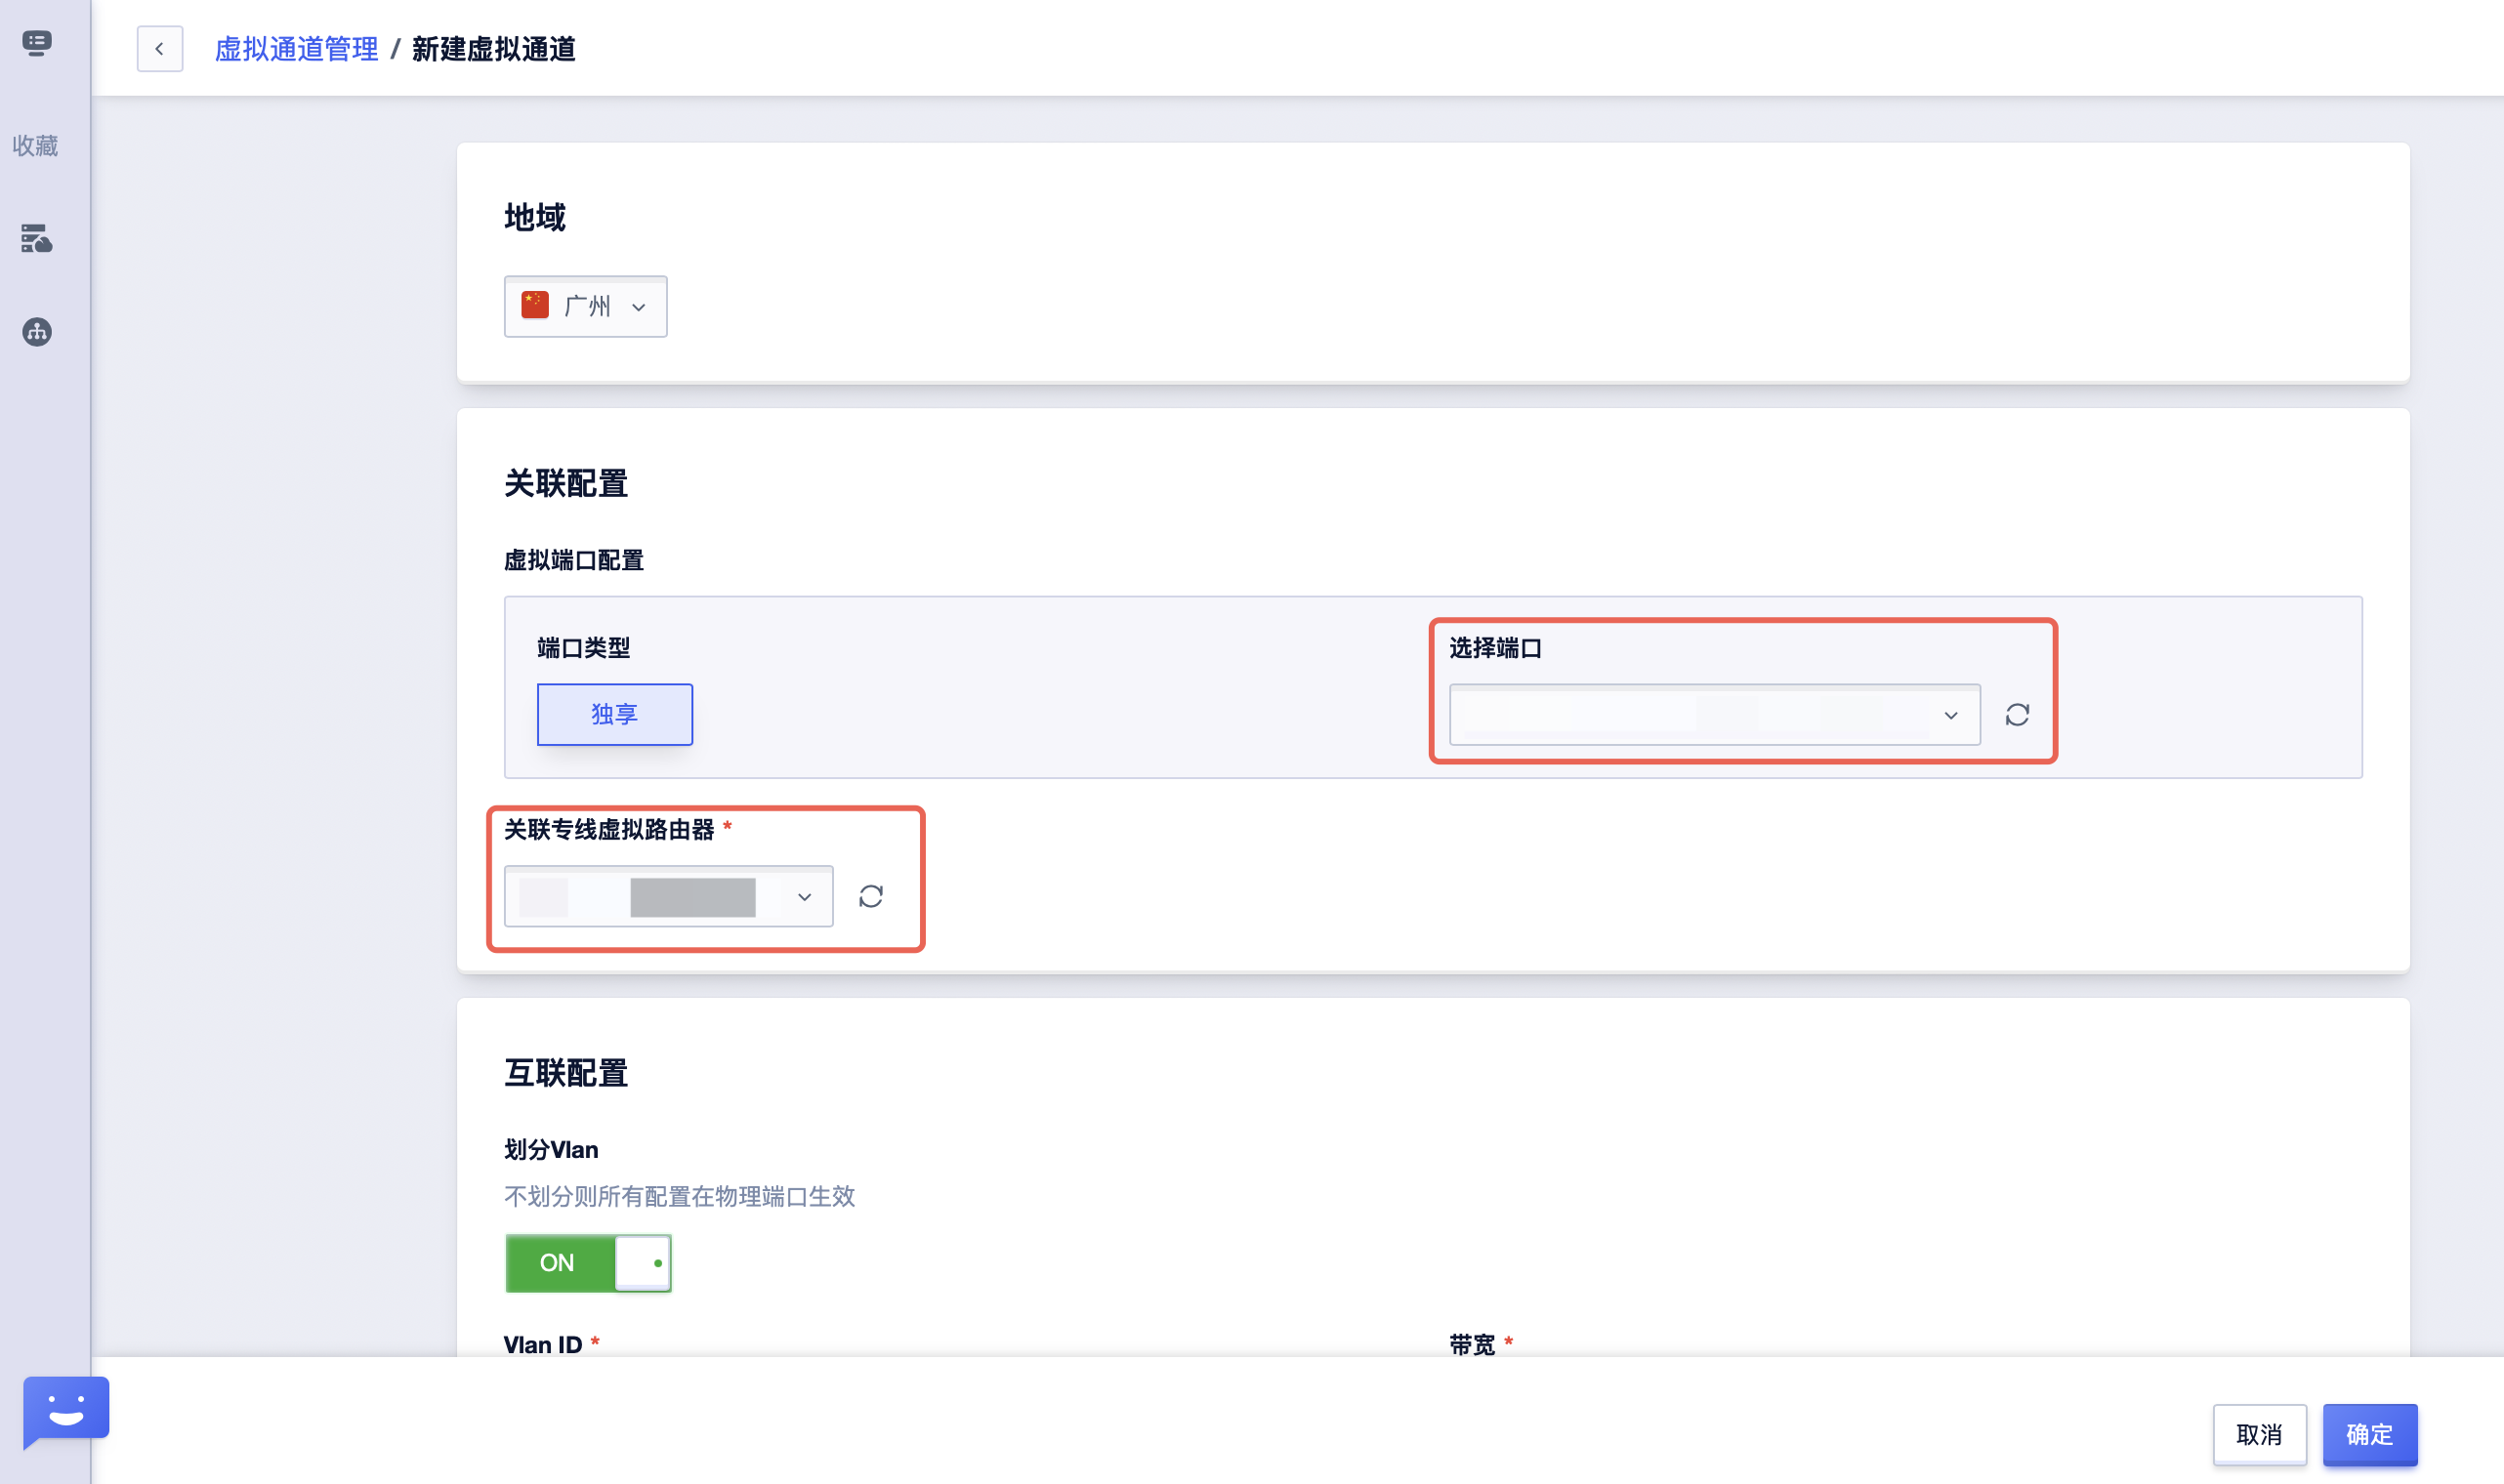 虚拟通道管理 / 新建虚拟通道
收藏
地域
广州
关联配置
虚拟端口配置
端口类型
选择端口
独享
关联专线虚拟路由器 *
互联配置
划分Vlan
不划分则所有配置在物理端口生效
ON
Vlan ID *
带宽 *
取消
确定